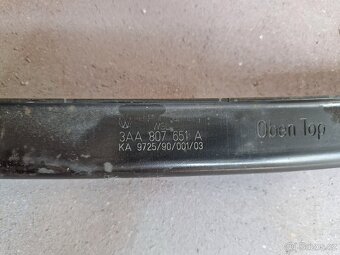 3AA 807 651 A
KA 9725/90/001/03
Open Top